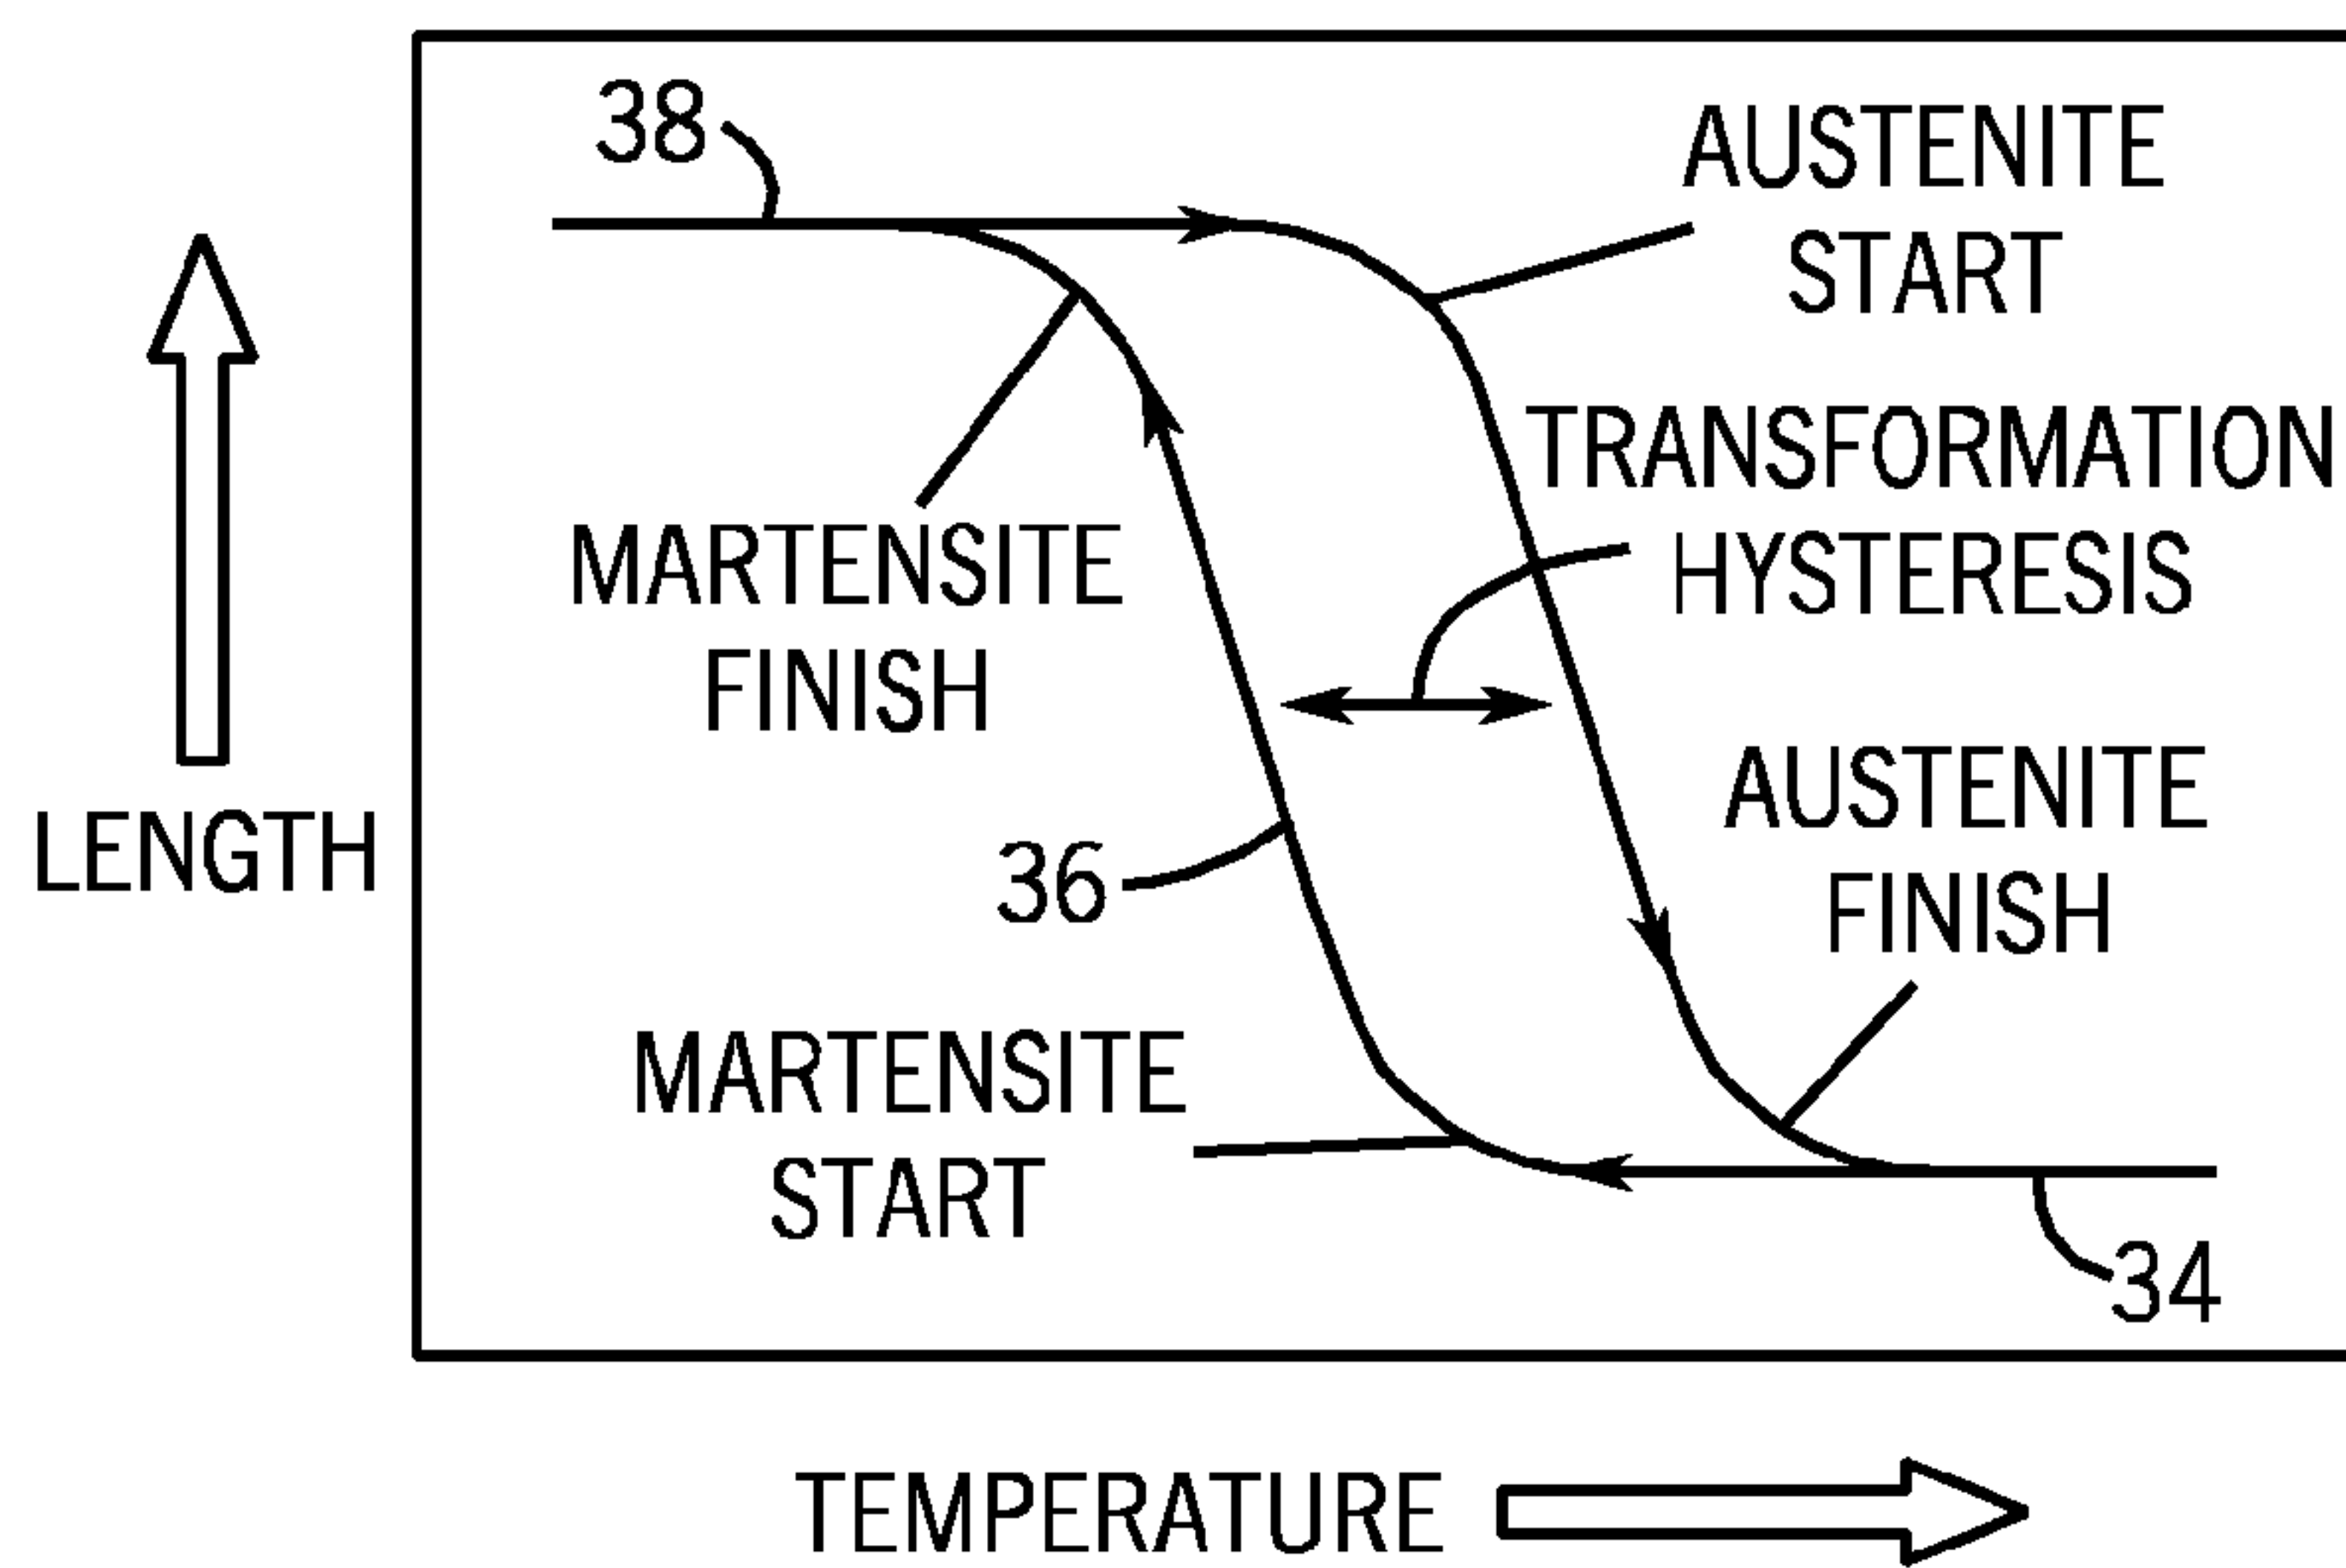 38
AUSTENITE
START
TRANSFORMATION
HYSTERESIS
MARTENSITE
FINISH
LENGTH
36
AUSTENITE
FINISH
MARTENSITE
START
34
TEMPERATURE